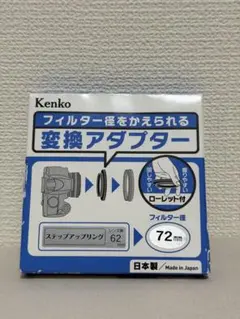 Kenko
フィルター径をかえられる
変換アダプター
ローレット付
フィルター径
72mm
ステップアップリング
62
日本製 / Made in Japan